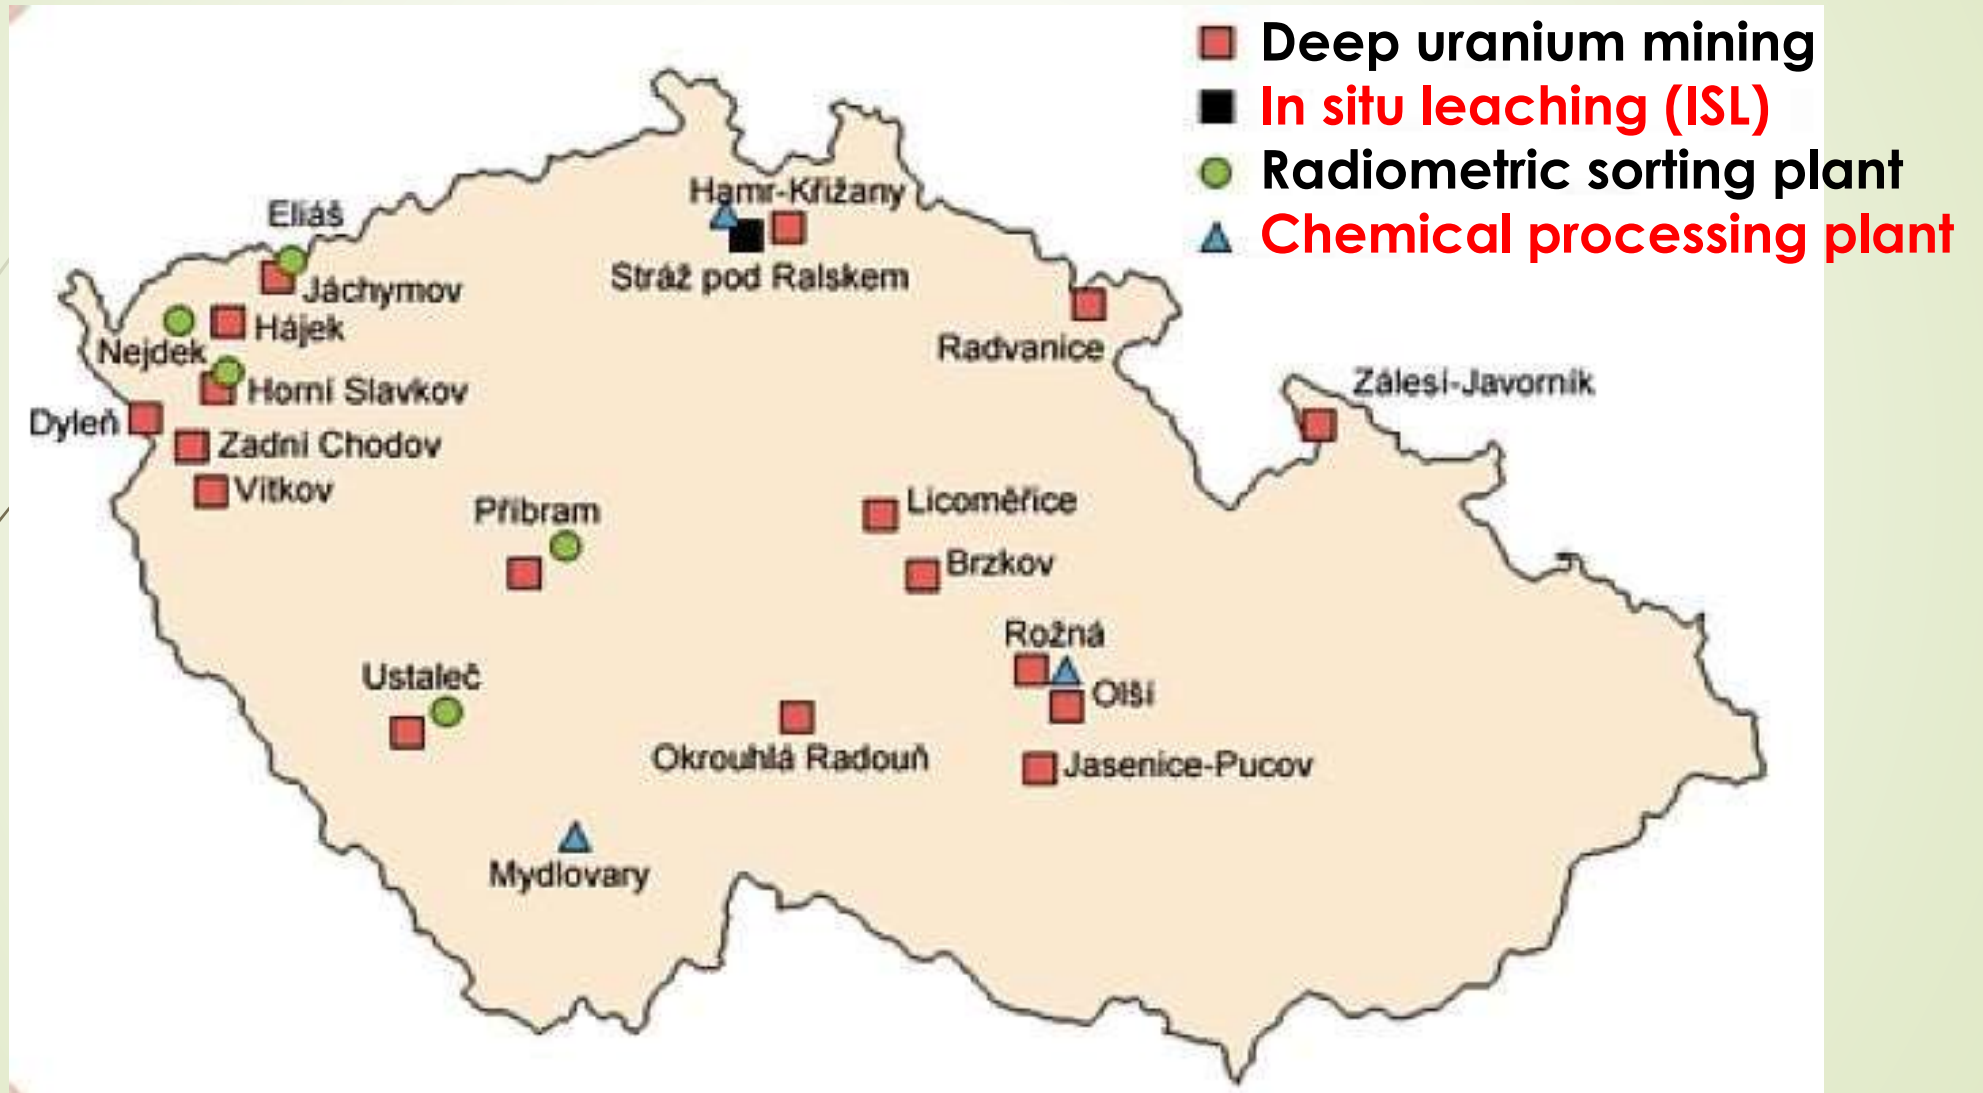 Deep uranium mining
In situ leaching (ISL)
Radiometric sorting plant
Chemical processing plant
Hamr-Křižany
Eliáš
Stráž pod Ralskem
Jáchymov
Hájek
Nejdek
Radvanice
Zálesí-Javorník
Horní Slavkov
Dyleň
Zadní Chodov
Vítkov
Příbram
Licoměřice
Brzkov
Rožná
Ustaleč
Olší
Okrouhlá Radouň
Jasenice-Pucov
Mydlovary